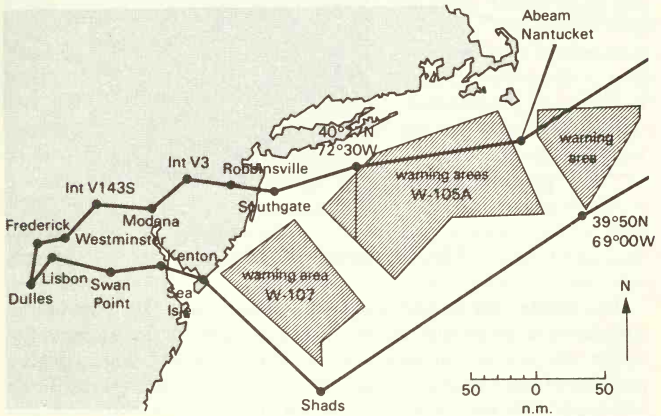 Abeam
Nantucket
40°27N
72°30W
Int V3
Robbinsville
warning areas
W-105A
warning
area
Int V143S
Southgate
Modena
Frederick
Westminster
Kenton
39°50N
69°00W
Lisbon
Swan
Point
Sea
Isle
warning area
W-107
Dulles
N
Shads
50 0 50
n.m.